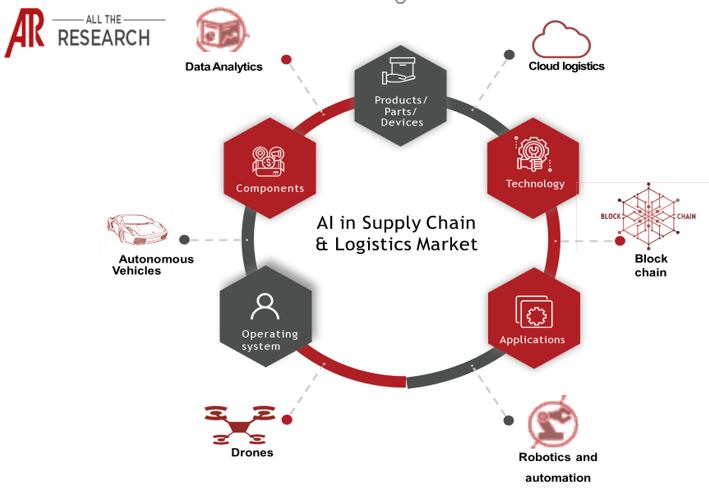 AIR
ALL THE
RESEARCH
Data Analytics
Cloud logistics
Products/
Parts/
Devices
Components
Technology
AI in Supply Chain
& Logistics Market
BLOCK CHAIN
Autonomous
Vehicles
Block
chain
Operating
system
Applications
Drones
Robotics and
automation